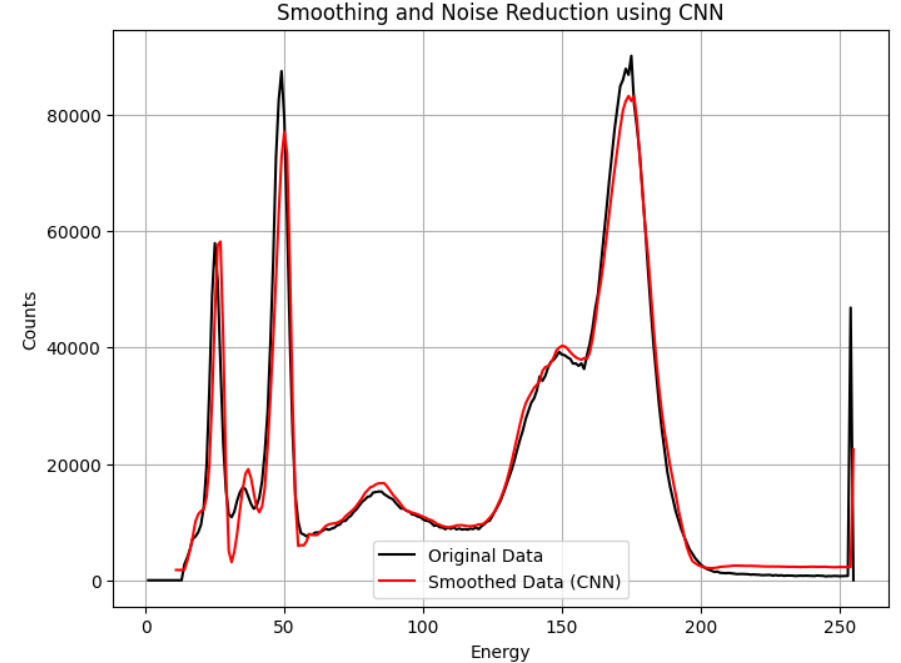 Smoothing and Noise Reduction using CNN
Counts
80000
60000
40000
20000
0
Original Data
Smoothed Data (CNN)
0 50 100 150 200 250
Energy